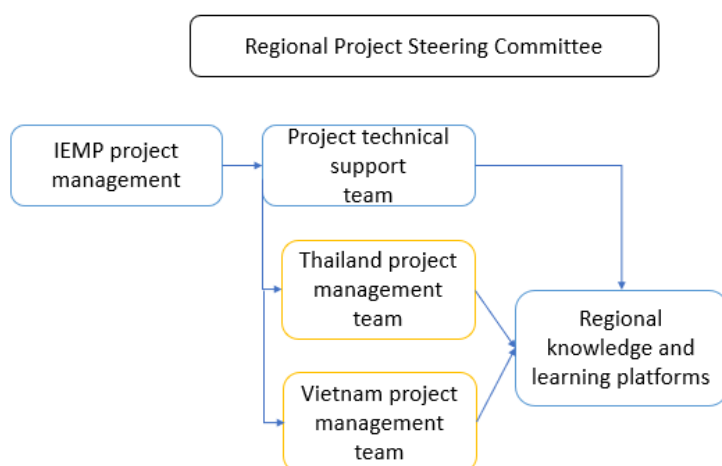 Regional Project Steering Committee
IEMP project
management
Project technical
support
team
Thailand project
management
team
Vietnam project
management
team
Regional
knowledge and
learning platforms